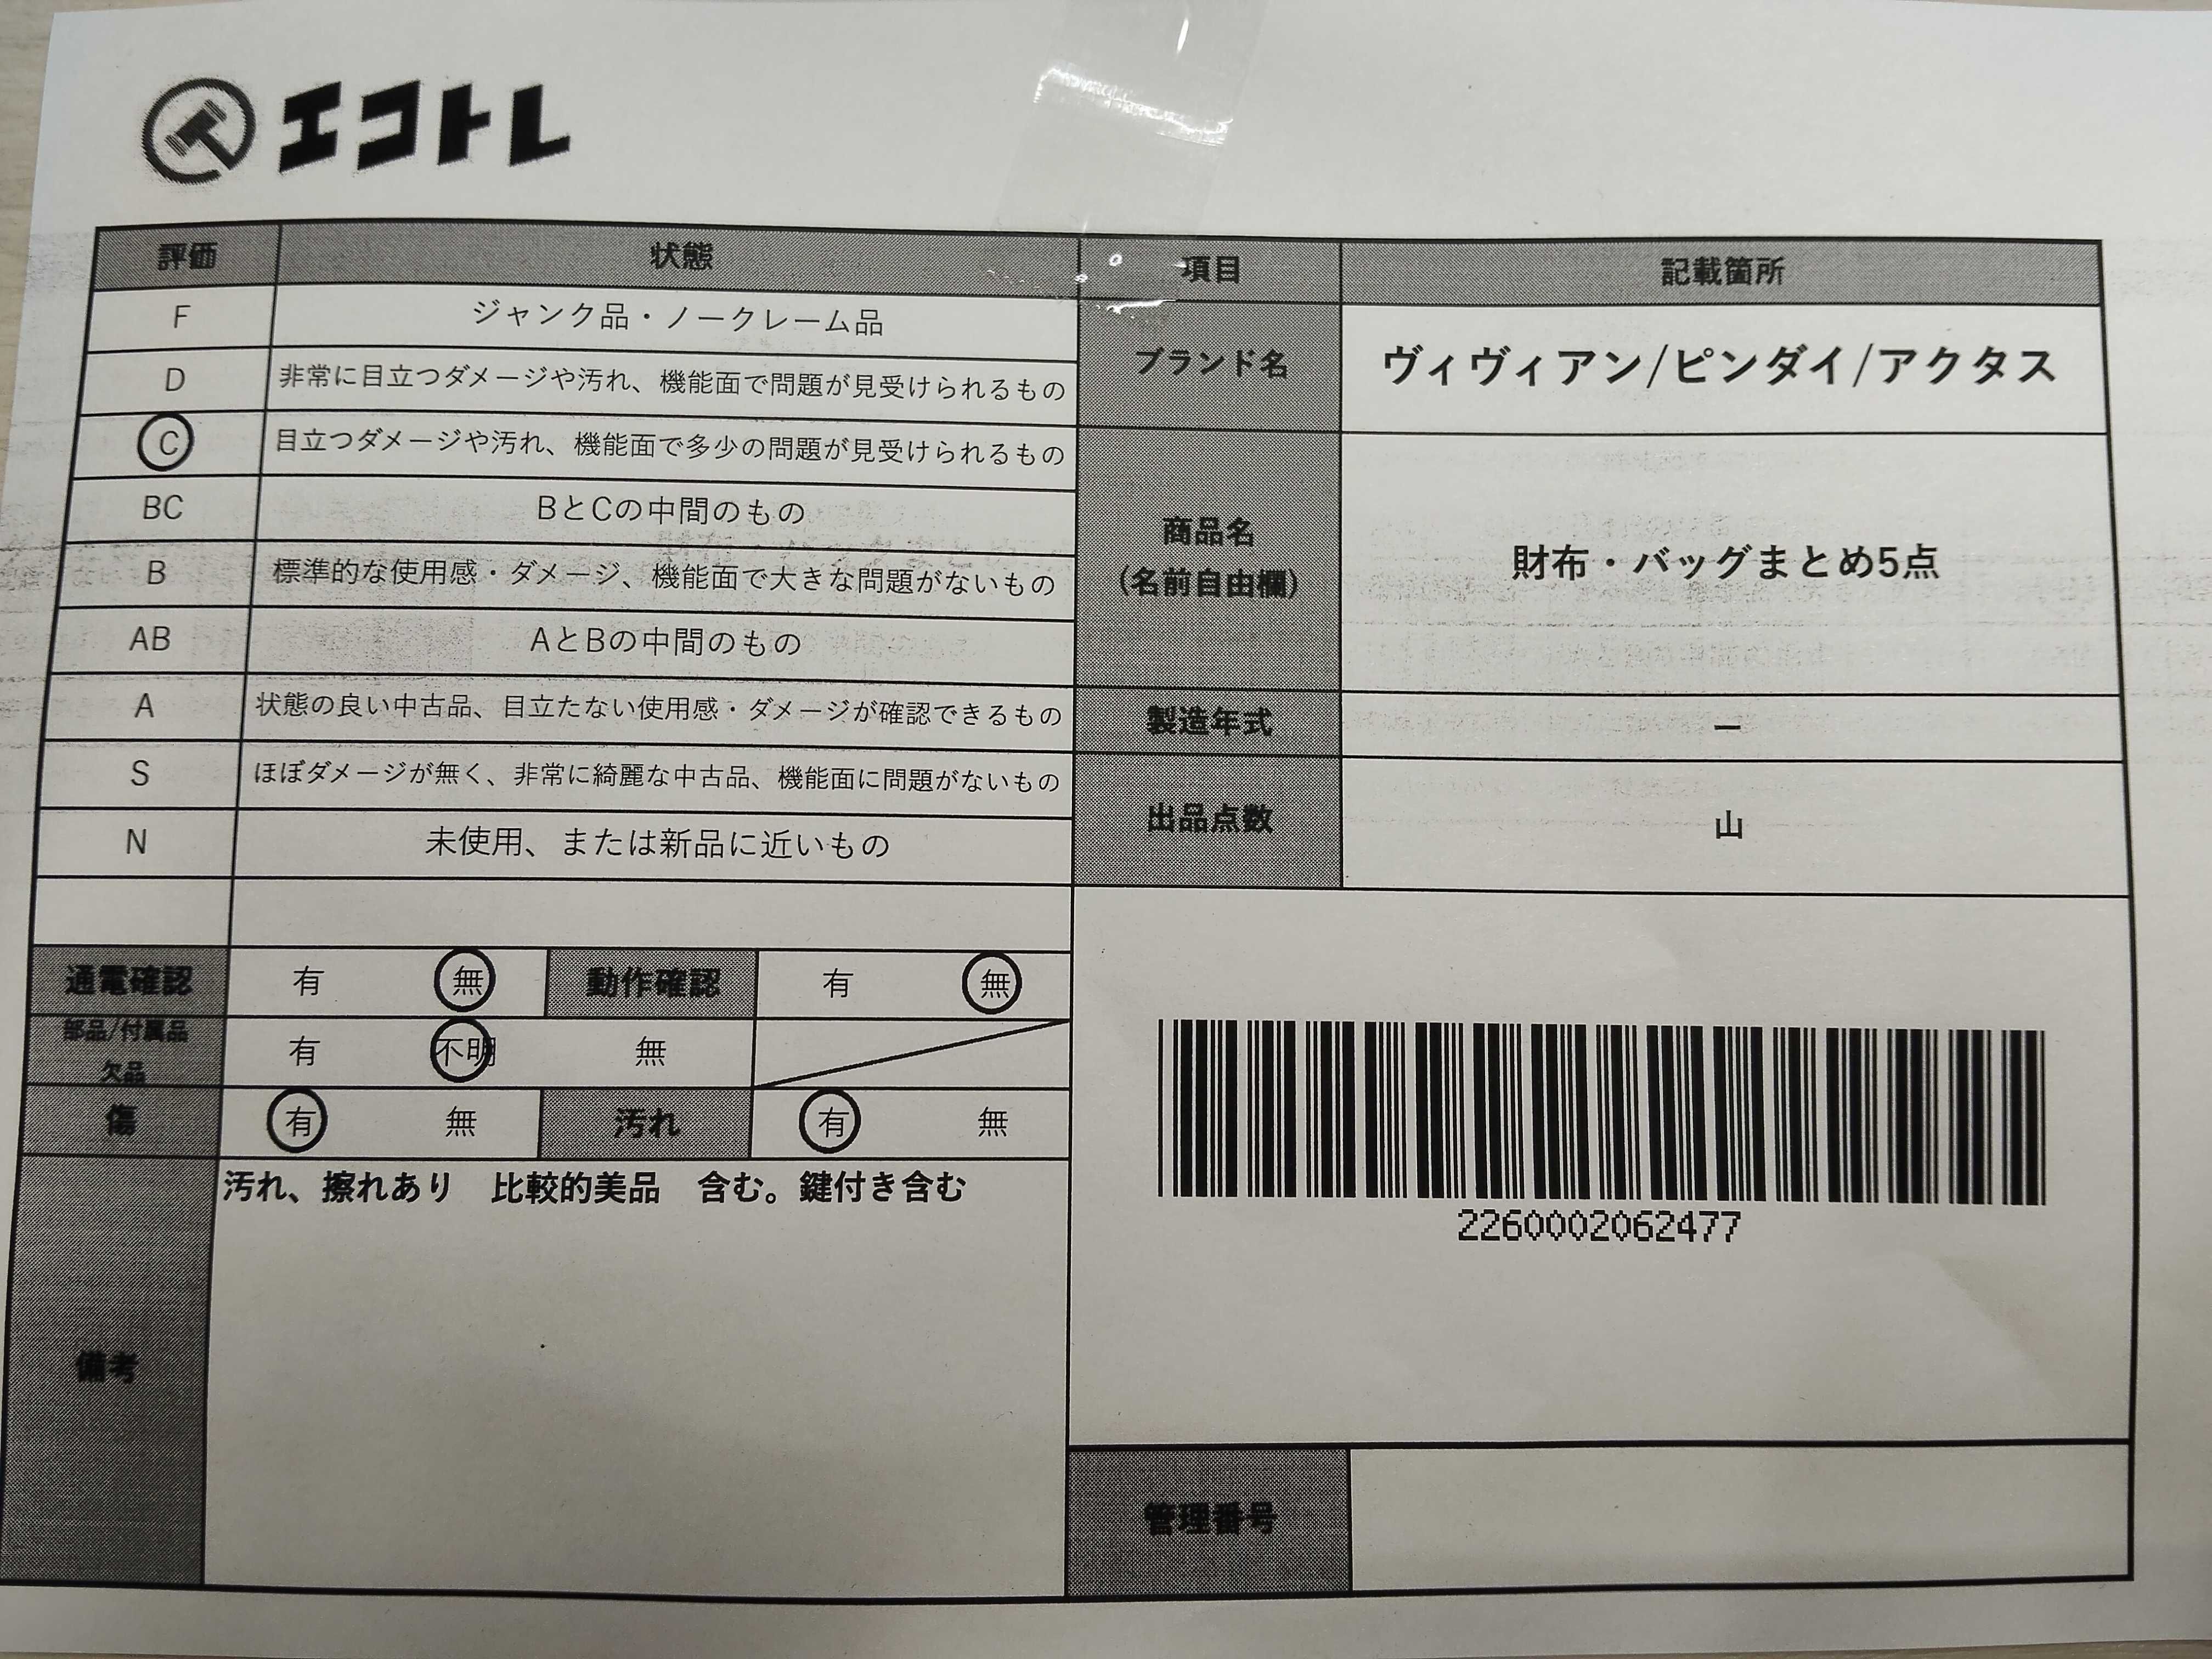 エコトレ
評価 状態
F ジャンク品・ノークレーム品
D 非常に目立つダメージや汚れ、機能面で問題が見受けられるもの
C 目立つダメージや汚れ、機能面で多少の問題が見受けられるもの
BC BとCの中間のもの
B 標準的な使用感・ダメージ、機能面で大きな問題がないもの
AB AとBの中間のもの
A 状態の良い中古品、目立たない使用感・ダメージが確認できるもの
S ほぼダメージが無く、非常に綺麗な中古品、機能面に問題がないもの
N 未使用、または新品に近いもの
通電確認 有 無 動作確認 有 無
部品/付属品
欠品
有 不明 無
傷 有 無 汚れ 有 無
備考
汚れ、擦れあり 比較的美品 含む。鍵付き含む
項目 記載箇所
ブランド名 ヴィヴィアン/ピンダイ/アクタス
商品名
（名前自由欄）
財布・バッグまとめ5点
製造年式 ー
出品点数 山
2260002062477
管理番号